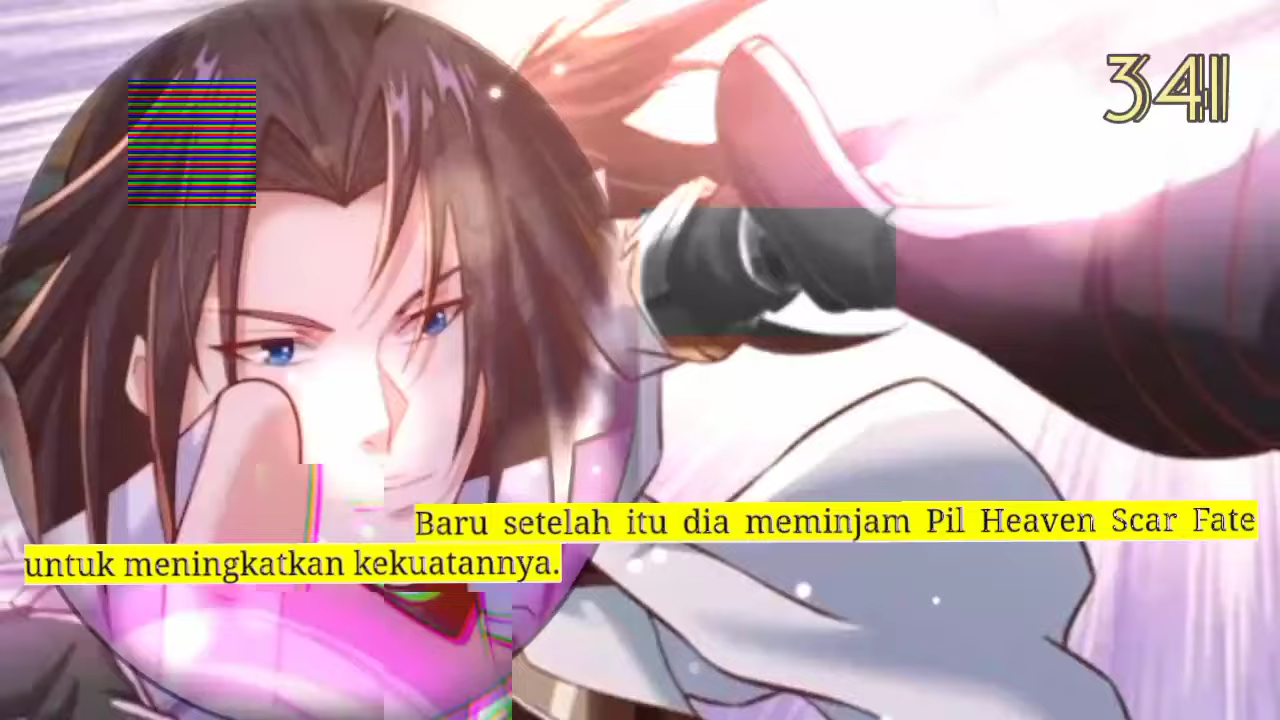 341
Baru setelah itu dia meminjam Pil Heaven Scar Fate
untuk meningkatkan kekuatannya.